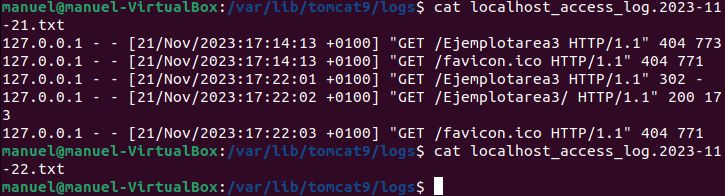 manuel@manuel-VirtualBox:/var/lib/tomcat9/logs$ cat localhost_access_log.2023-11
-21.txt
127.0.0.1 - - [21/Nov/2023:17:14:13 +0100] "GET /Ejemplotarea3 HTTP/1.1" 404 773
127.0.0.1 - - [21/Nov/2023:17:14:13 +0100] "GET /favicon.ico HTTP/1.1" 404 771
127.0.0.1 - - [21/Nov/2023:17:22:01 +0100] "GET /Ejemplotarea3 HTTP/1.1" 302 -
127.0.0.1 - - [21/Nov/2023:17:22:02 +0100] "GET /Ejemplotarea3/ HTTP/1.1" 200 17
3
127.0.0.1 - - [21/Nov/2023:17:22:03 +0100] "GET /favicon.ico HTTP/1.1" 404 771
manuel@manuel-VirtualBox:/var/lib/tomcat9/logs$ cat localhost_access_log.2023-11
-22.txt
manuel@manuel-VirtualBox:/var/lib/tomcat9/logs$